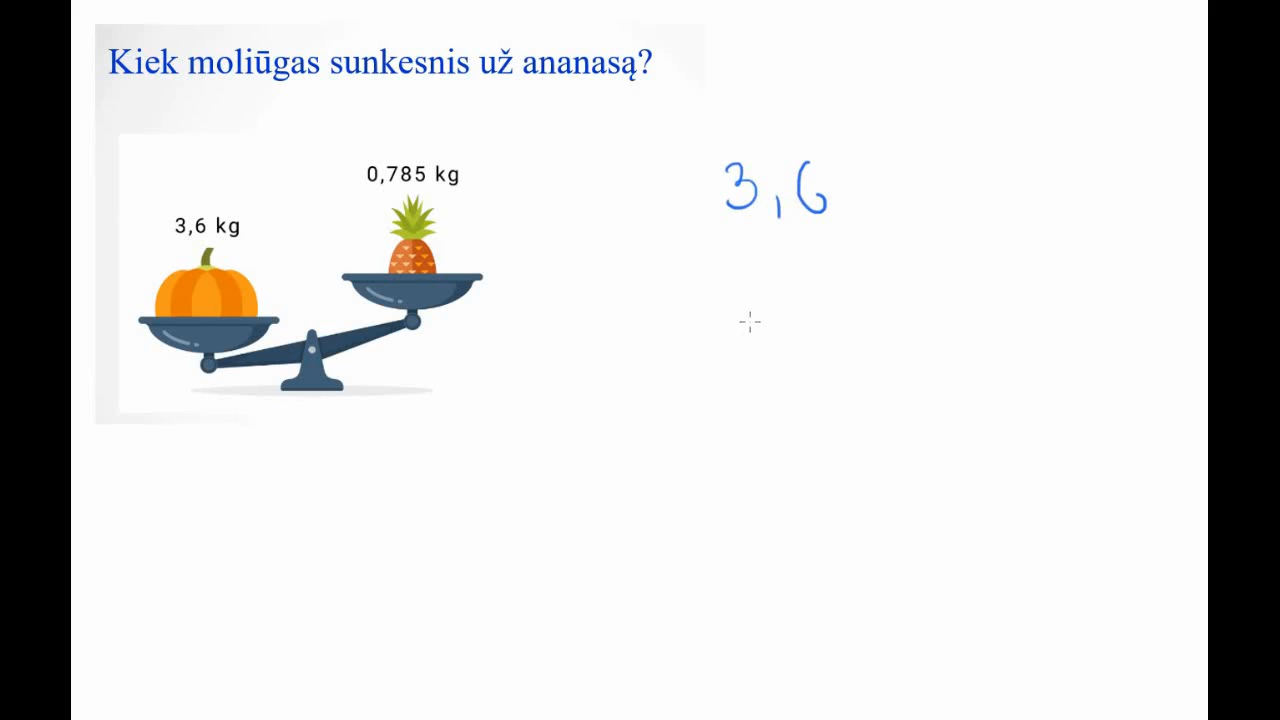 Kiek moliūgas sunkesnis už ananasą?
0,785 kg
3,6 kg
3,6